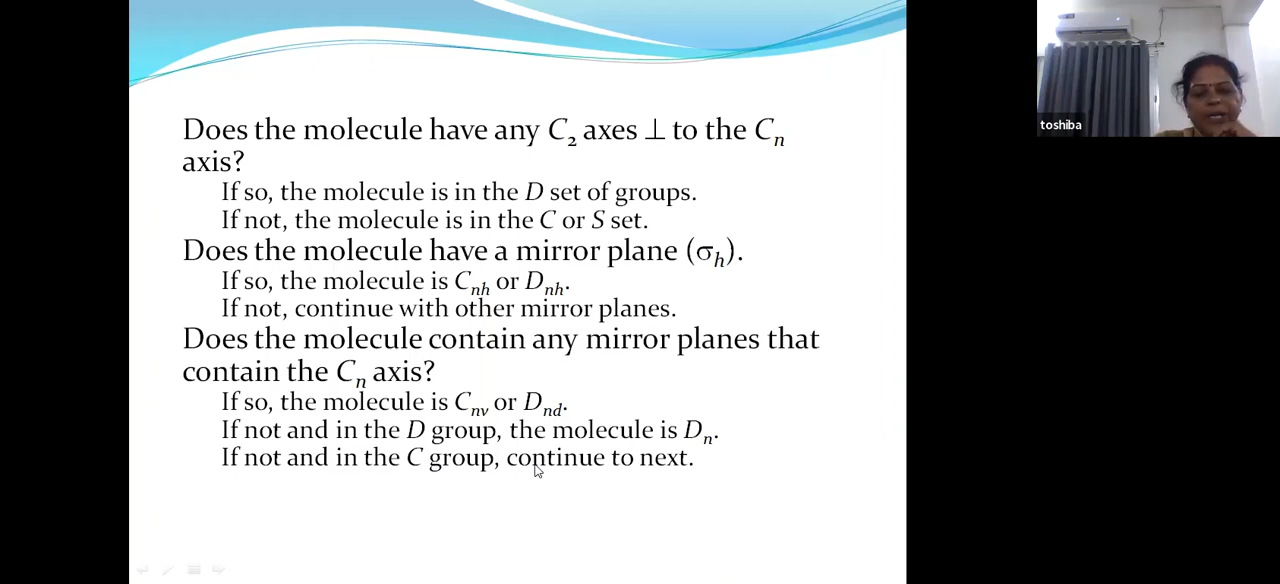 Does the molecule have any C₂ axes ⊥ to the Cₙ
axis?
If so, the molecule is in the D set of groups.
If not, the molecule is in the C or S set.
Does the molecule have a mirror plane (σₕ).
If so, the molecule is Cₙₕ or Dₙₕ.
If not, continue with other mirror planes.
Does the molecule contain any mirror planes that
contain the Cₙ axis?
If so, the molecule is Cₙᵥ or Dₙd.
If not and in the D group, the molecule is Dₙ.
If not and in the C group, continue to next.
toshiba